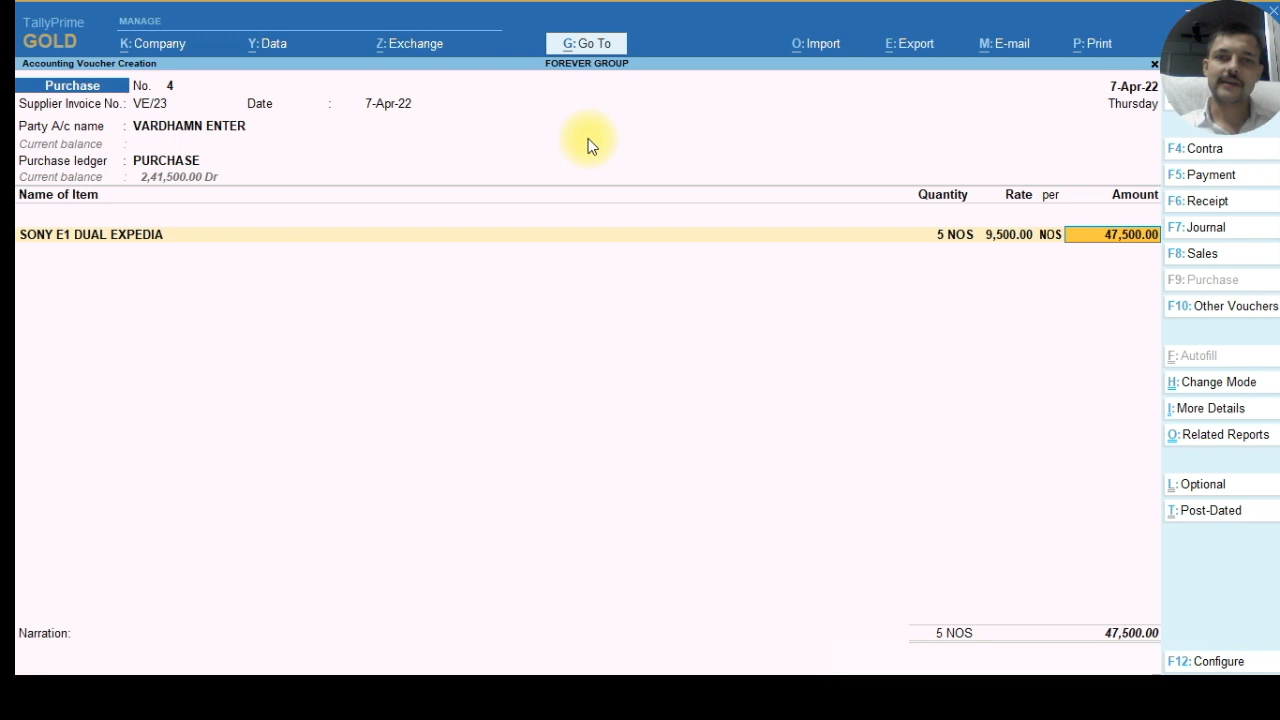 TallyPrime
GOLD
MANAGE
K: Company
Y: Data
Z: Exchange
G: Go To
O: Import
E: Export
M: E-mail
P: Print
Accounting Voucher Creation
FOREVER GROUP
Purchase No. 4
7-Apr-22
Supplier Invoice No.: VE/23 Date : 7-Apr-22
Thursday
Party A/c name : VARDHAMN ENTER
Current balance :
Purchase ledger : PURCHASE
Current balance : 2,41,500.00 Dr
Name of Item Quantity Rate per Amount
SONY E1 DUAL EXPEDIA 5 NOS 9,500.00 NOS 47,500.00
Narration: 5 NOS 47,500.00
F4: Contra
F5: Payment
F6: Receipt
F7: Journal
F8: Sales
F9: Purchase
F10: Other Vouchers
F: Autofill
H: Change Mode
I: More Details
O: Related Reports
L: Optional
T: Post-Dated
F12: Configure